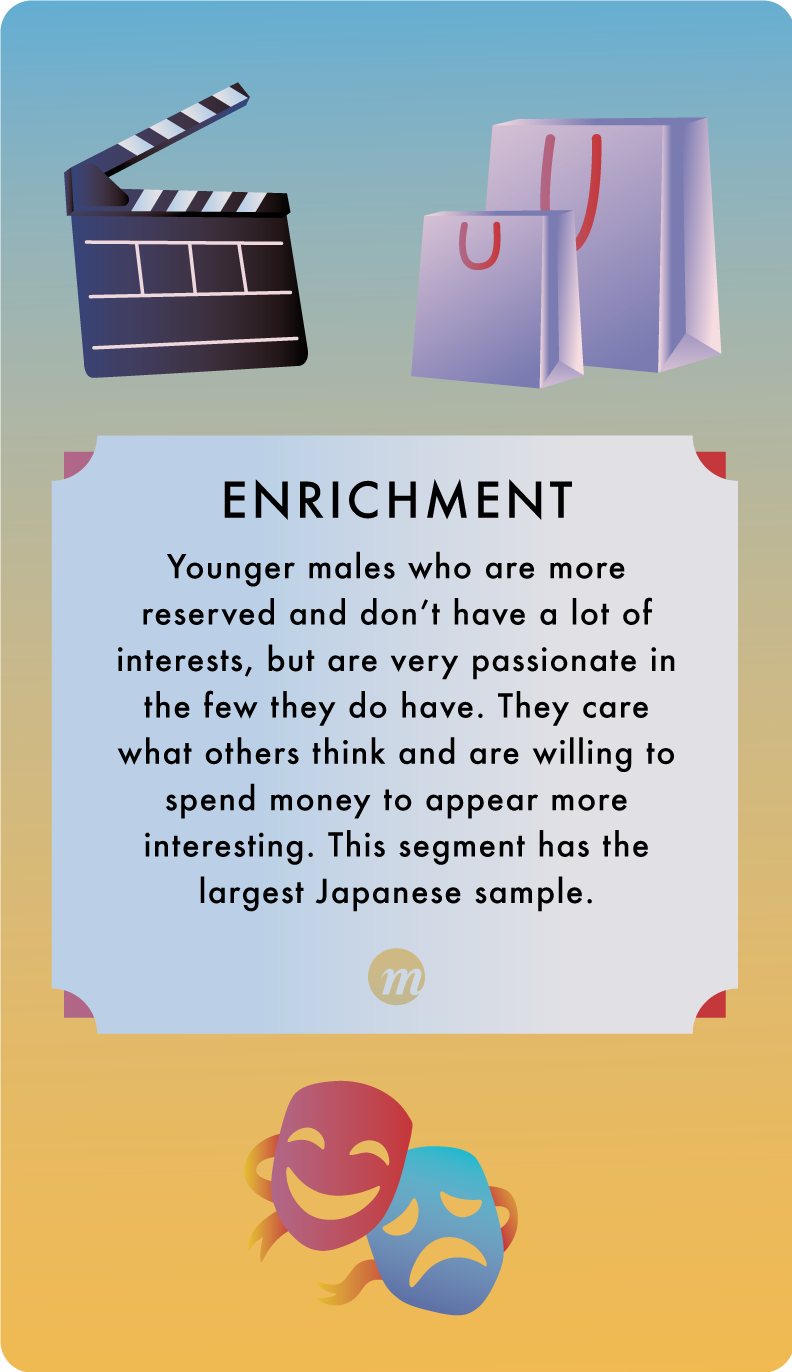 ENRICHMENT
Younger males who are more
reserved and don’t have a lot of
interests, but are very passionate in
the few they do have. They care
what others think and are willing to
spend money to appear more
interesting. This segment has the
largest Japanese sample.
m